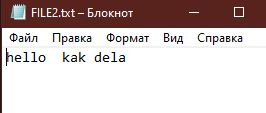 FILE2.txt – Блокнот
Файл  Правка  Формат  Вид  Справка
hello  kak dela